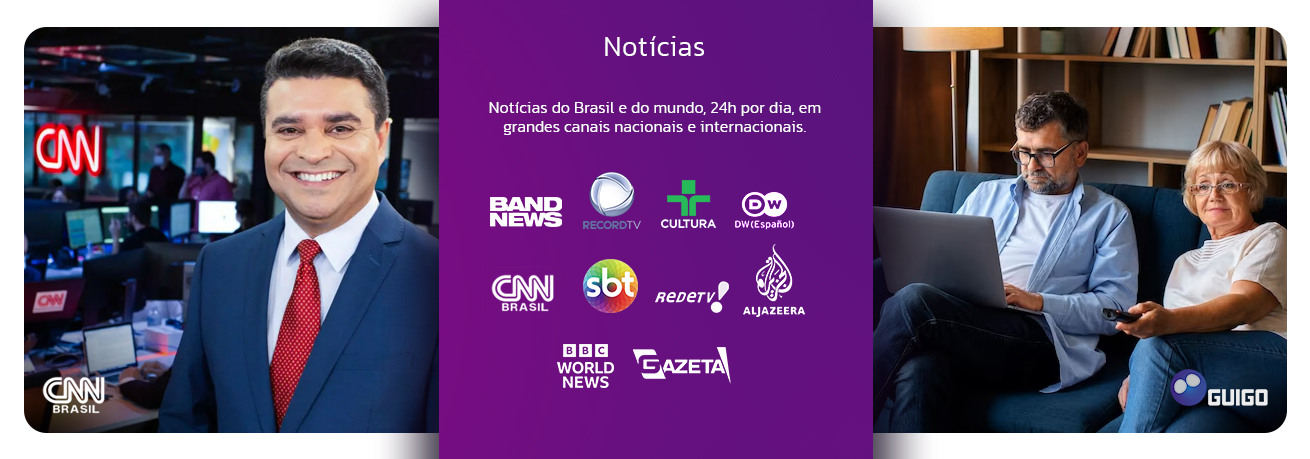 CNN
CNN
CNN
BRASIL
Notícias
Notícias do Brasil e do mundo, 24h por dia, em
grandes canais nacionais e internacionais.
BAND
NEWS
RECORDTV
CULTURA
DW
DW(Español)
CNN
BRASIL
sbt
REDETV!
ALJAZEERA
BBC
WORLD
NEWS
GAZETA
GUIGO